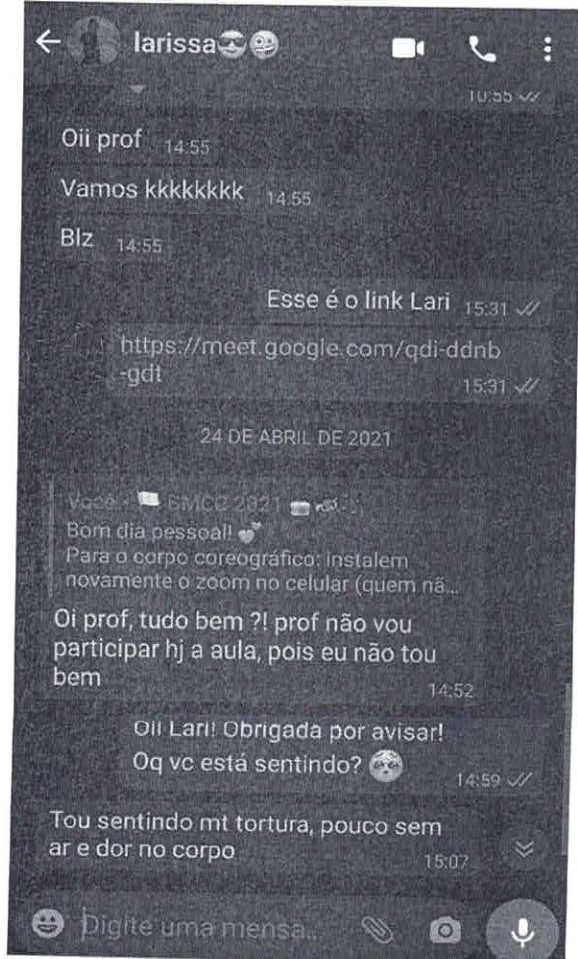 larissa😎🤪
10:55
Oii prof 14:55
Vamos kkkkkkkk 14:55
Blz 14:55
Esse é o link Lari 15:31
https://meet.google.com/qdi-ddnb
-gdt
15:31
24 DE ABRIL DE 2021
Você • BMCC 2021
Bom dia pessoal! 💕
Para o corpo coreográfico: instalem
novamente o zoom no celular (quem nã...
Oi prof, tudo bem ?! prof não vou
participar hj a aula, pois eu não tou
bem
14:52
Oii Lari! Obrigada por avisar!
Oq vc está sentindo? 🥺
14:59
Tou sentindo mt tortura, pouco sem
ar e dor no corpo
15:07
Digite uma mensa...